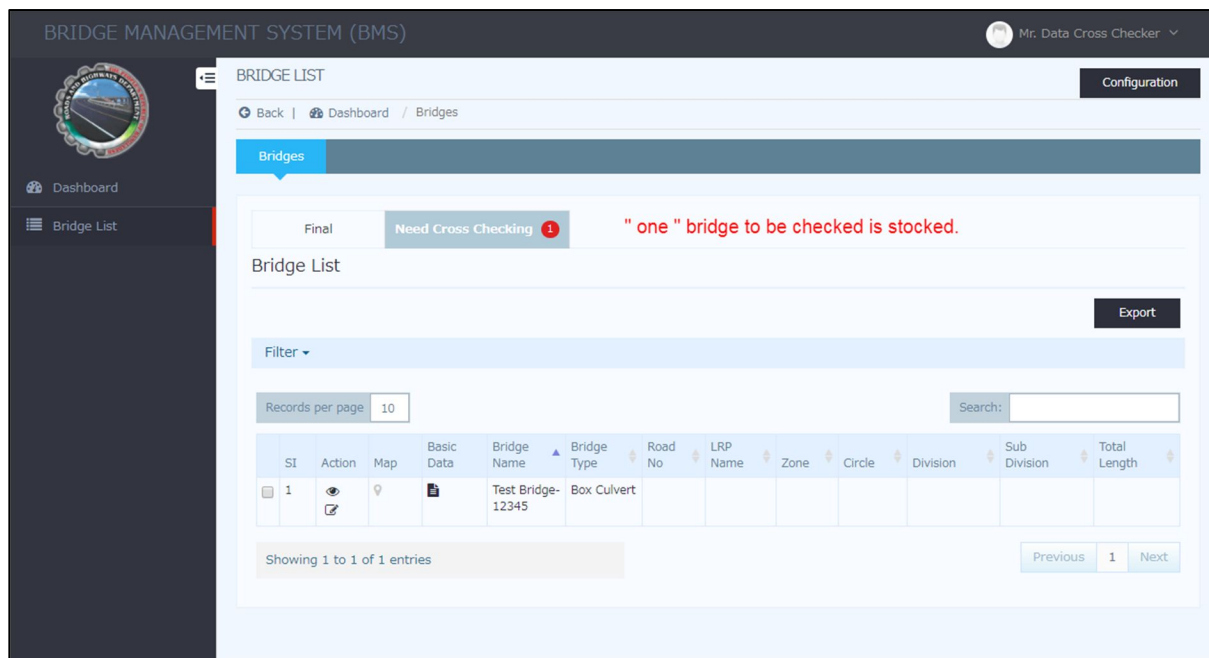 BRIDGE MANAGEMENT SYSTEM (BMS)
Mr. Data Cross Checker
BRIDGE LIST
Configuration
Back | Dashboard / Bridges
Bridges
Dashboard
Bridge List
Final
Need Cross Checking 1
" one " bridge to be checked is stocked.
Bridge List
Export
Filter
Records per page 10
Search:
SI Action Map Basic Data Bridge Name Bridge Type Road No LRP Name Zone Circle Division Sub Division Total Length
1 Test Bridge-12345 Box Culvert
Showing 1 to 1 of 1 entries
Previous 1 Next